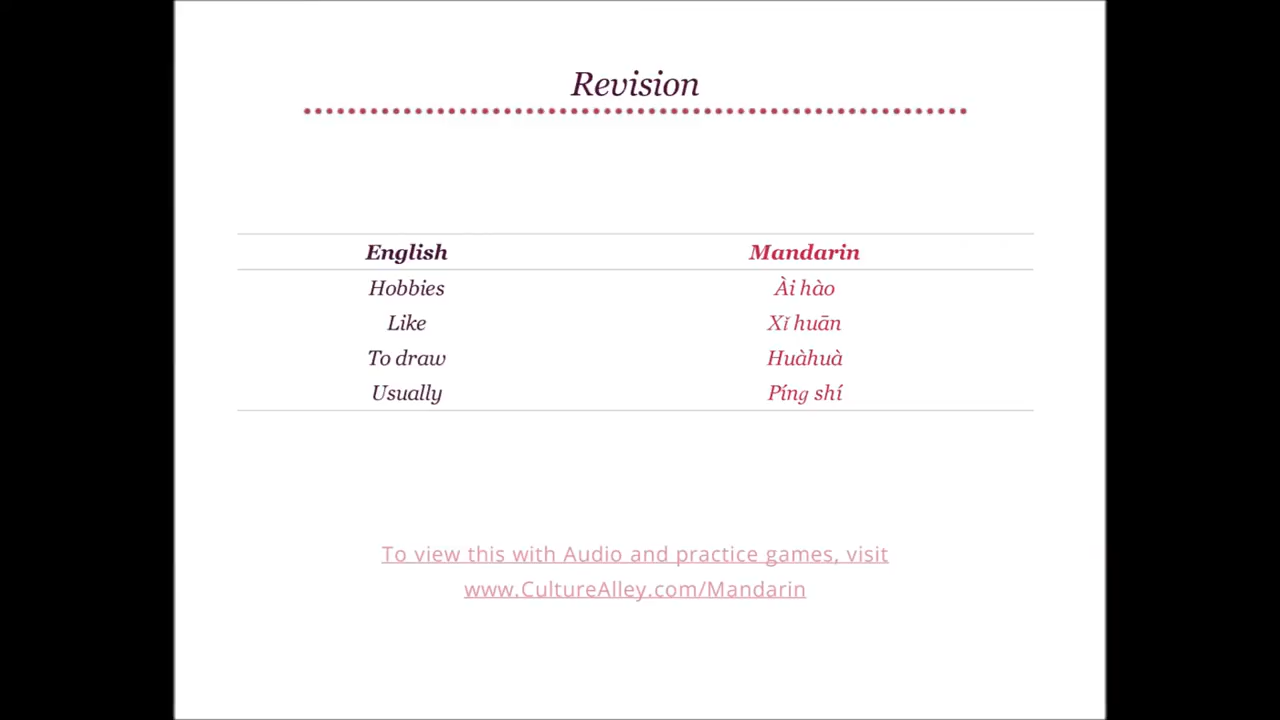 Revision
English Mandarin
Hobbies Ài hào
Like Xǐ huān
To draw Huàhuà
Usually Píng shí
To view this with Audio and practice games, visit
www.CultureAlley.com/Mandarin